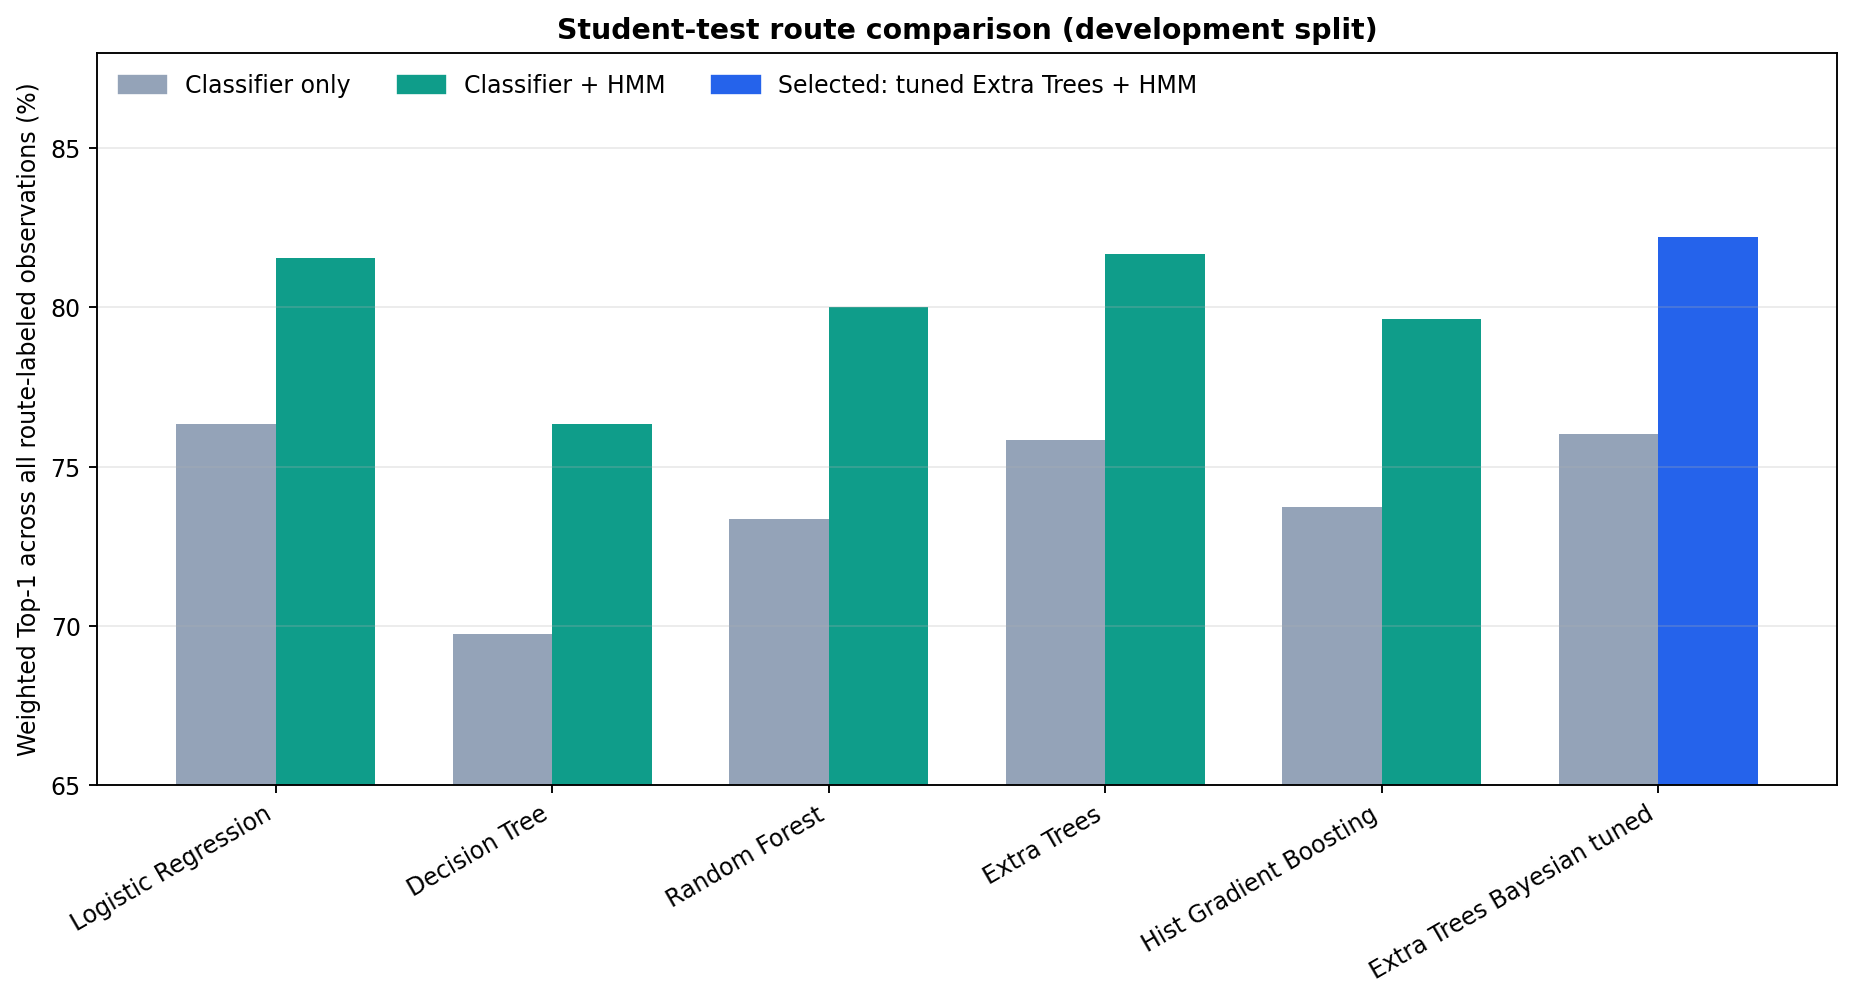 Student-test route comparison (development split)
Classifier only
Classifier + HMM
Selected: tuned Extra Trees + HMM
Weighted Top-1 across all route-labeled observations (%)
85
80
75
70
65
Logistic Regression
Decision Tree
Random Forest
Extra Trees
Hist Gradient Boosting
Extra Trees Bayesian tuned